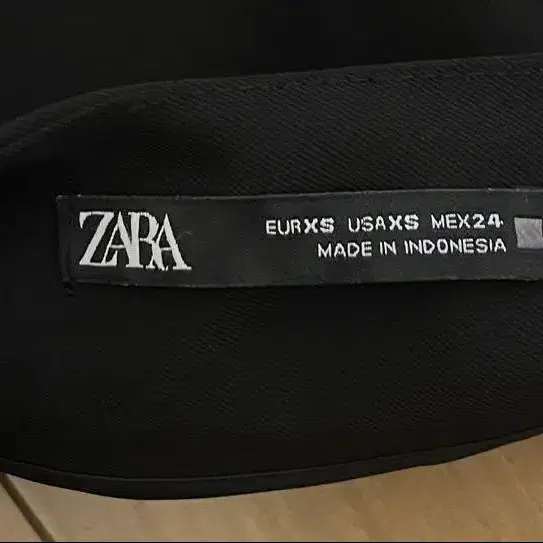 ZARA
EURXS USAXS MEX24
MADE IN INDONESIA